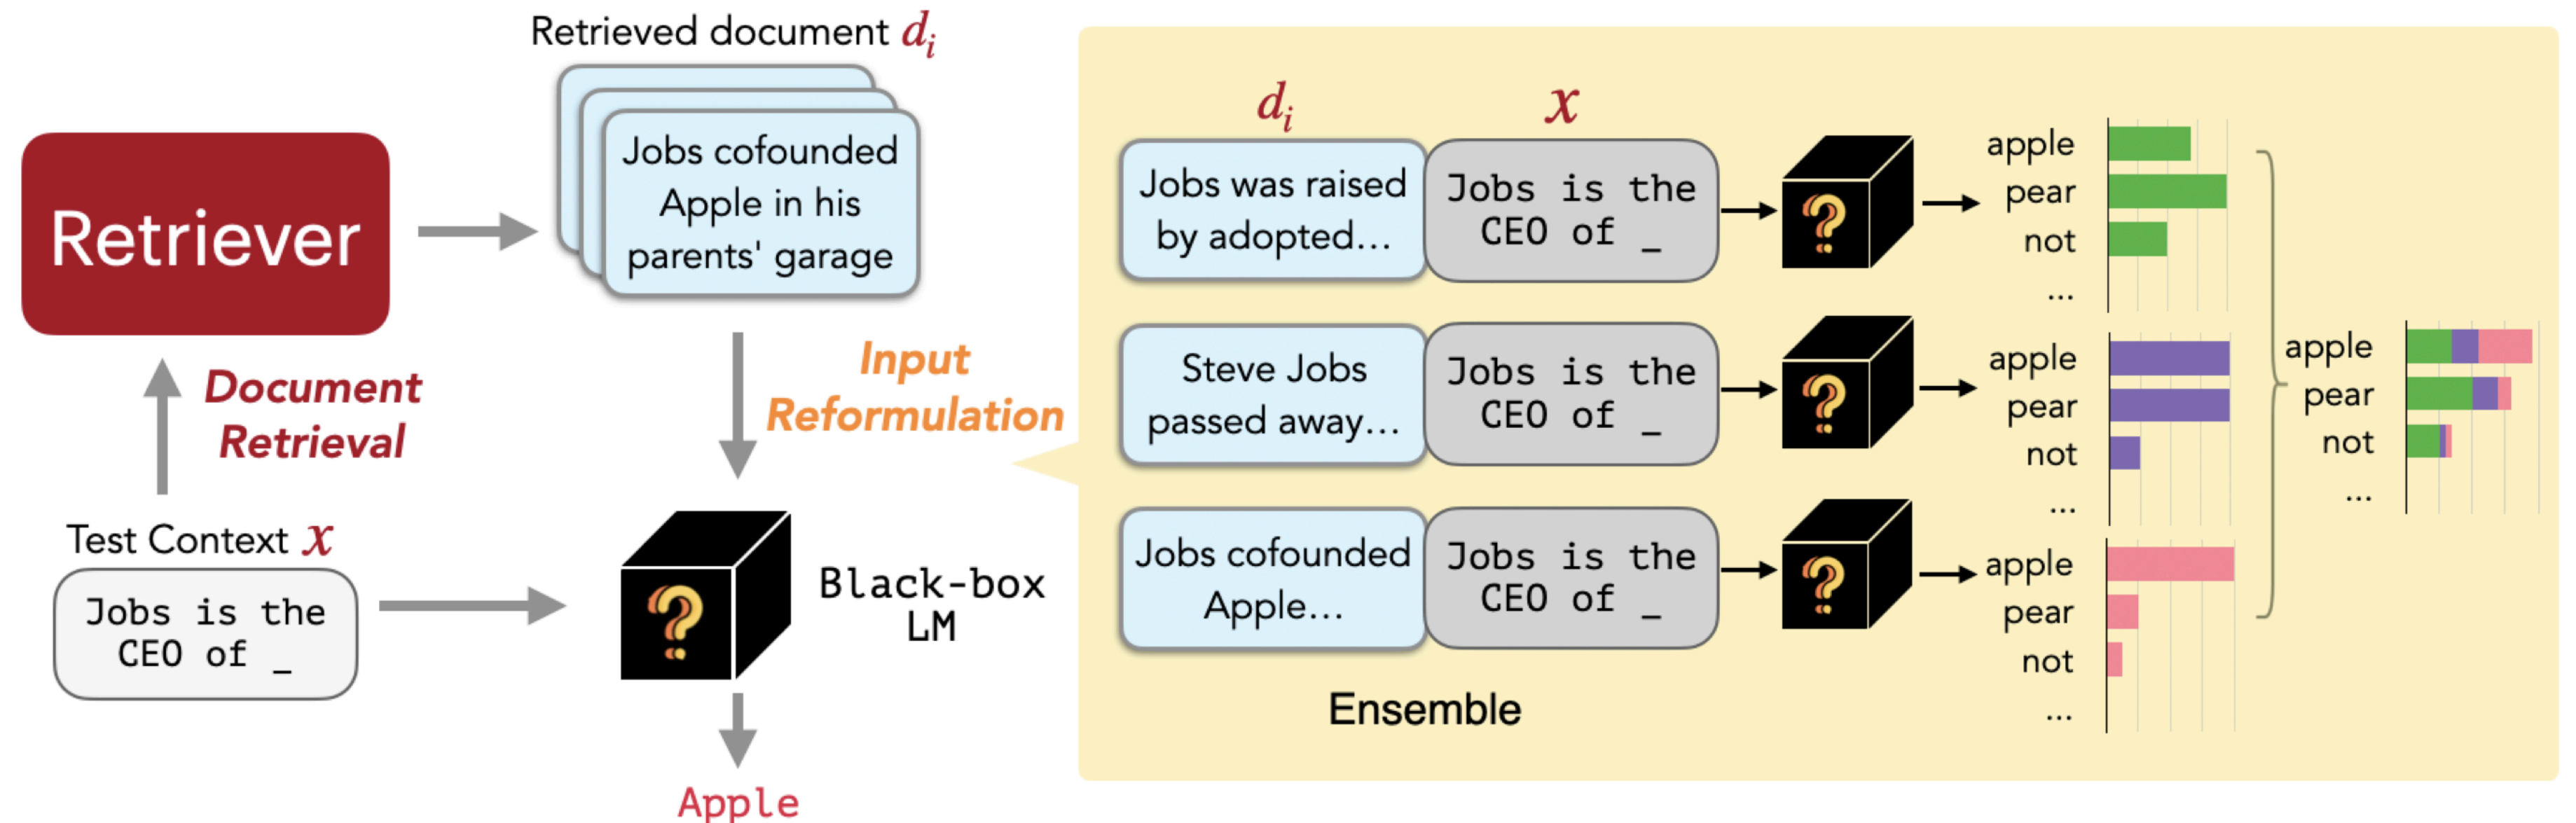 Retrieved document di
Jobs cofounded
Apple in his
parents' garage
Retriever
Document
Retrieval
Input
Reformulation
Test Context x
Jobs is the
CEO of _
?
Black-box
LM
Apple
di
x
Jobs was raised
by adopted...
Jobs is the
CEO of _
?
apple
pear
not
...
Steve Jobs
passed away...
Jobs is the
CEO of _
?
apple
pear
not
...
Jobs cofounded
Apple...
Jobs is the
CEO of _
?
apple
pear
not
...
apple
pear
not
...
Ensemble